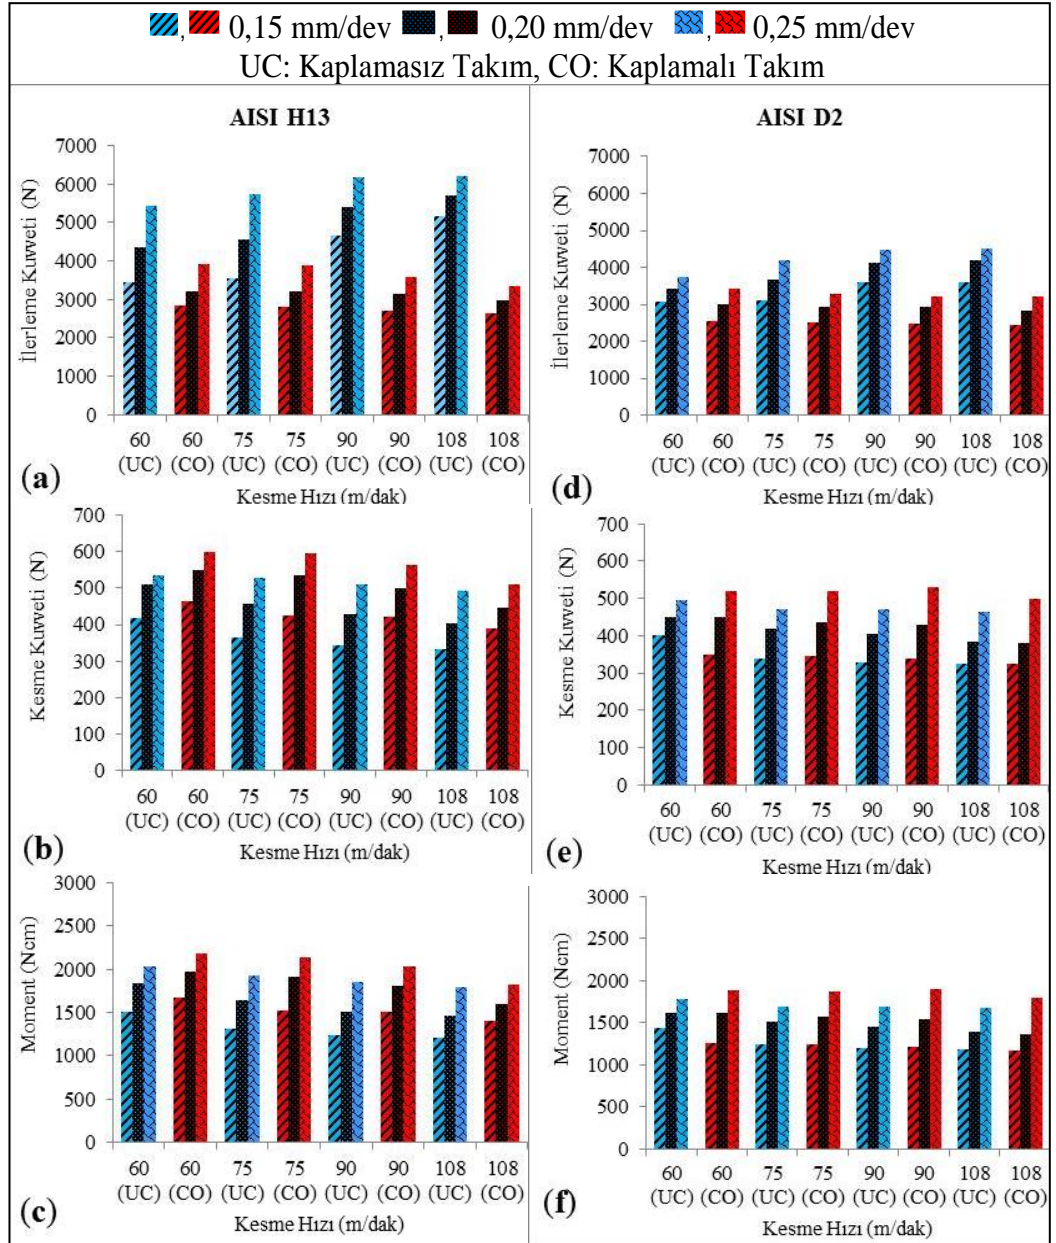 0,15 mm/dev 0,20 mm/dev 0,25 mm/dev
UC: Kaplamasız Takım, CO: Kaplamalı Takım
AISI H13
İlerleme Kuvveti (N)
7000
6000
5000
4000
3000
2000
1000
0
60 60 75 75 90 90 108 108
(UC) (CO) (UC) (CO) (UC) (CO) (UC) (CO)
(a)
Kesme Hızı (m/dak)
Kesme Kuvveti (N)
700
600
500
400
300
200
100
0
60 60 75 75 90 90 108 108
(UC) (CO) (UC) (CO) (UC) (CO) (UC) (CO)
(b)
Kesme Hızı (m/dak)
Moment (Ncm)
3000
2500
2000
1500
1000
500
0
60 60 75 75 90 90 108 108
(UC) (CO) (UC) (CO) (UC) (CO) (UC) (CO)
(c)
Kesme Hızı (m/dak)
AISI D2
İlerleme Kuvveti (N)
7000
6000
5000
4000
3000
2000
1000
0
60 60 75 75 90 90 108 108
(UC) (CO) (UC) (CO) (UC) (CO) (UC) (CO)
(d)
Kesme Hızı (m/dak)
Kesme Kuvveti (N)
700
600
500
400
300
200
100
0
60 60 75 75 90 90 108 108
(UC) (CO) (UC) (CO) (UC) (CO) (UC) (CO)
(e)
Kesme Hızı (m/dak)
Moment (Ncm)
3000
2500
2000
1500
1000
500
0
60 60 75 75 90 90 108 108
(UC) (CO) (UC) (CO) (UC) (CO) (UC) (CO)
(f)
Kesme Hızı (m/dak)